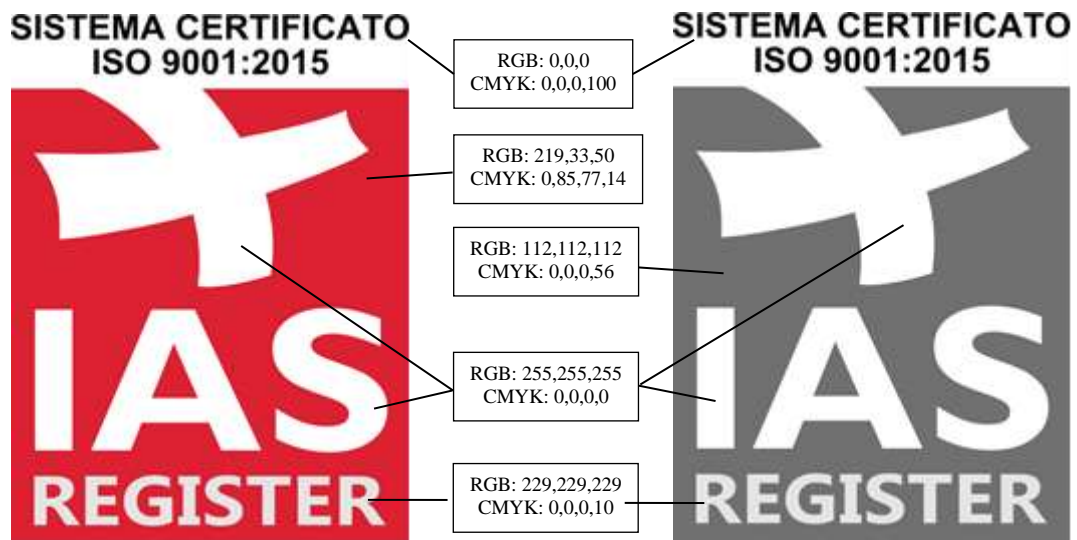 SISTEMA CERTIFICATO
ISO 9001:2015
IAS
REGISTER
RGB: 0,0,0
CMYK: 0,0,0,100
RGB: 219,33,50
CMYK: 0,85,77,14
RGB: 112,112,112
CMYK: 0,0,0,56
RGB: 255,255,255
CMYK: 0,0,0,0
RGB: 229,229,229
CMYK: 0,0,0,10
SISTEMA CERTIFICATO
ISO 9001:2015
IAS
REGISTER